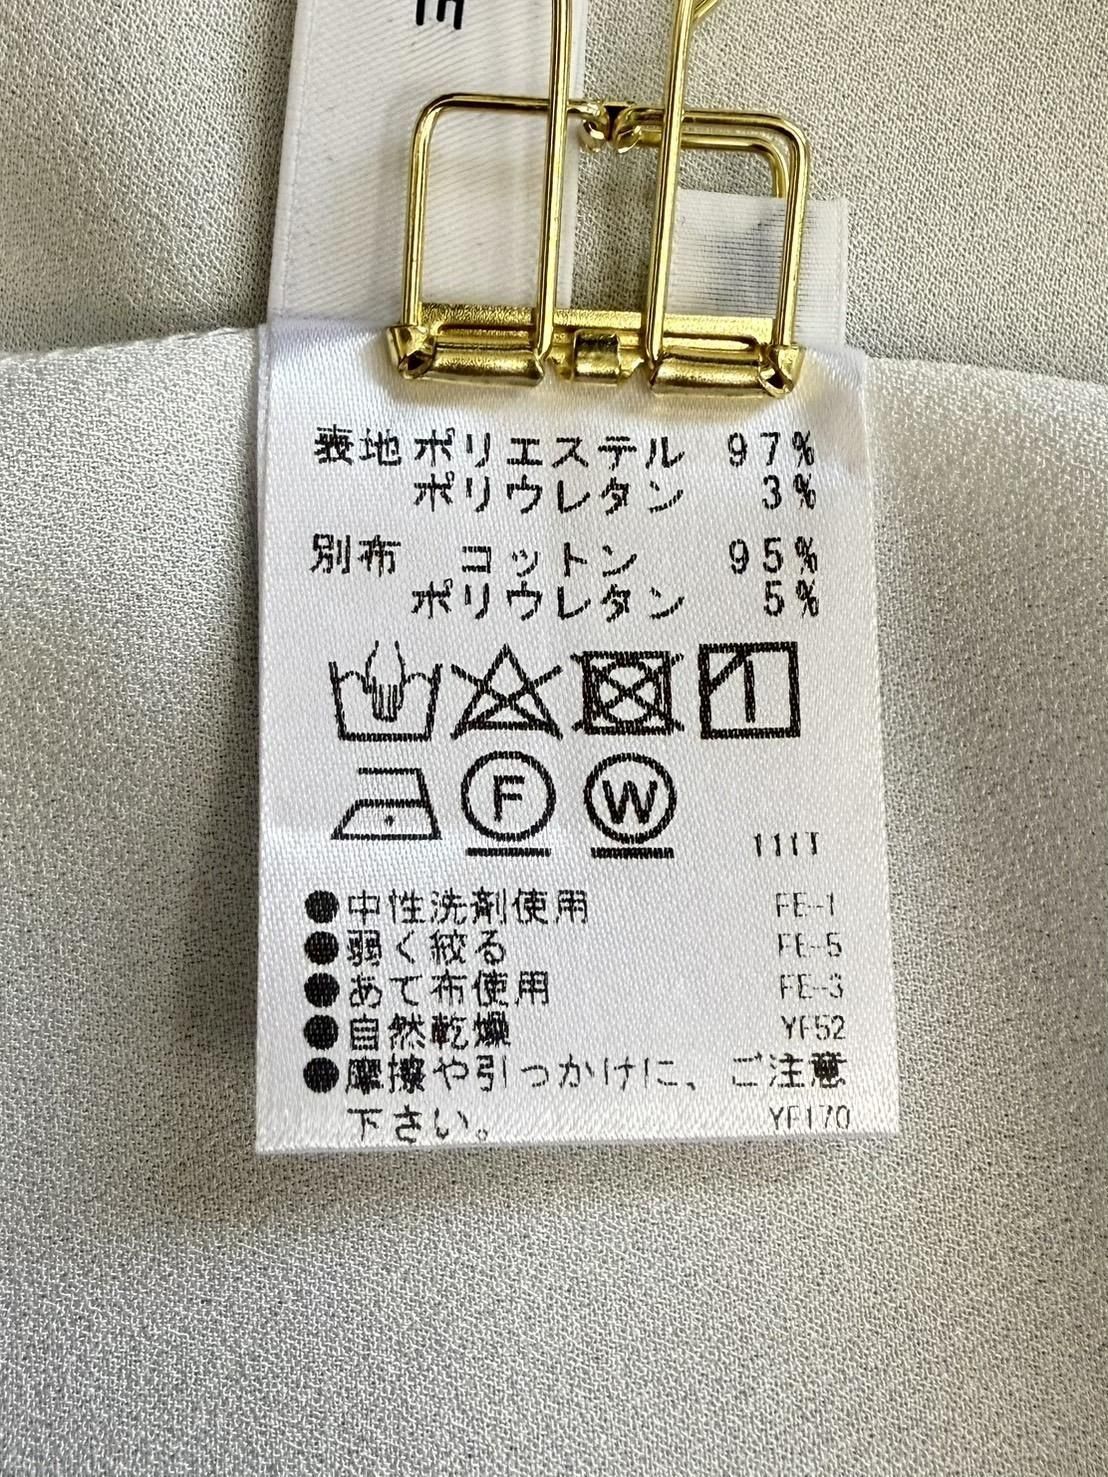 表地 ポリエステル 97%
ポリウレタン 3%
別布 コットン 95%
ポリウレタン 5%
F W
111T
●中性洗剤使用 FE-1
●弱く絞る FE-5
●あて布使用 FE-3
●自然乾燥 YF52
●摩擦や引っかけに、ご注意
下さい。 YF170